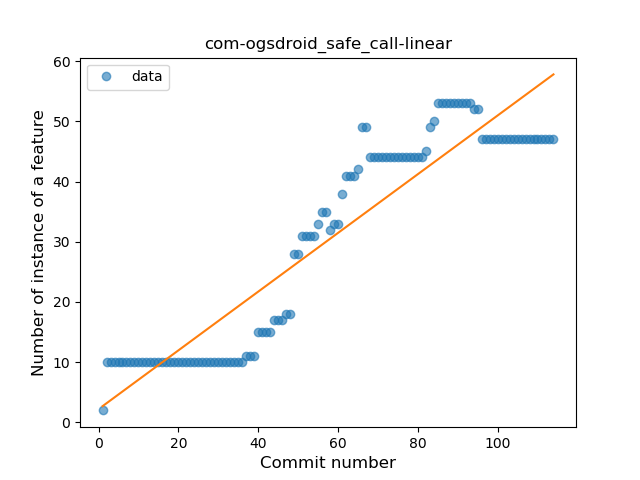 com-ogsdroid_safe_call-linear
data
Number of instance of a feature
60
50
40
30
20
10
0
0 20 40 60 80 100
Commit number